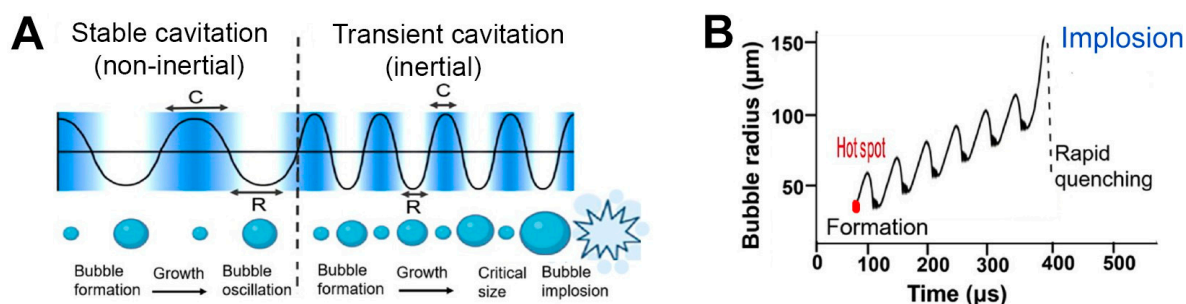 A
Stable cavitation
(non-inertial)
Transient cavitation
(inertial)
C
C
R
R
Bubble
formation
Growth
Bubble
oscillation
Bubble
formation
Growth
Critical
size
Bubble
implosion
B
Implosion
Bubble radius (µm)
150
100
50
Hot spot
Formation
Rapid
quenching
0
100
200
300
400
500
Time (µs)